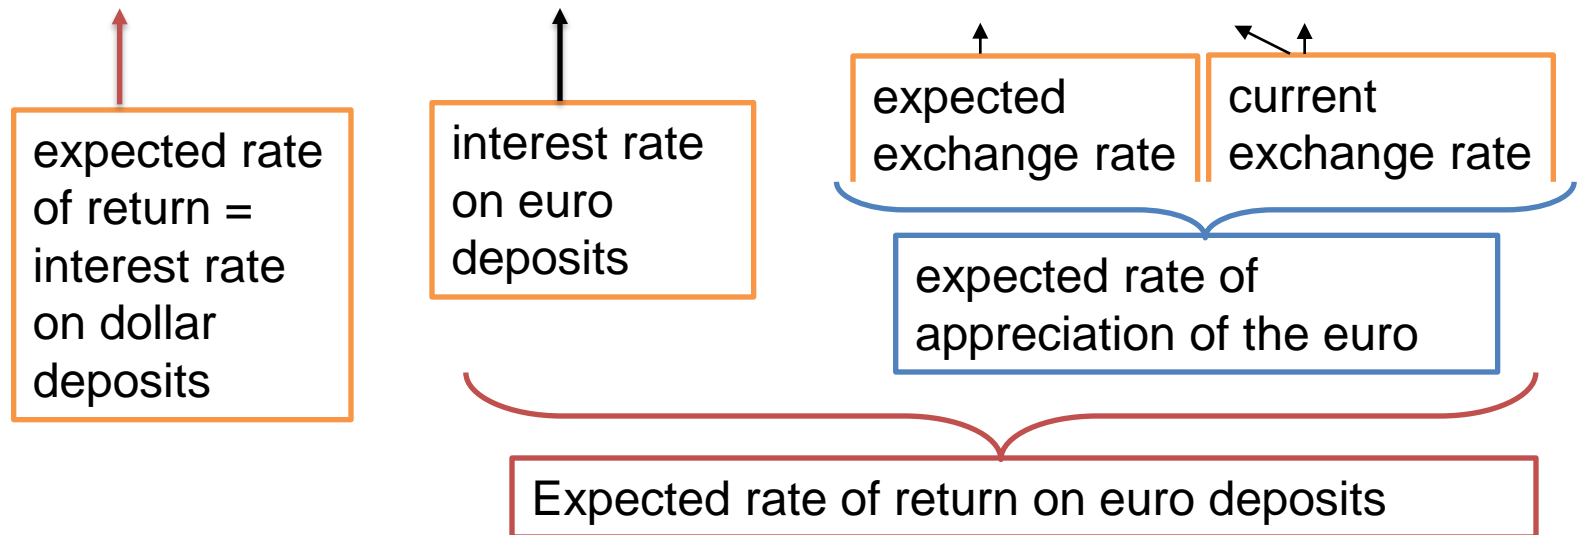 expected rate
of return =
interest rate
on dollar
deposits
interest rate
on euro
deposits
expected
exchange rate
current
exchange rate
expected rate of
appreciation of the euro
Expected rate of return on euro deposits